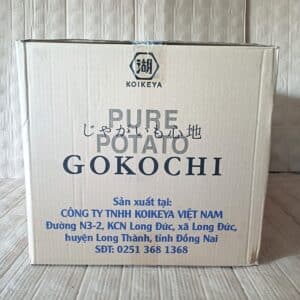 湖
KOIKEYA
PURE
じゃがいも心地
POTATO
GOKOCHI
Sản xuất tại:
CÔNG TY TNHH KOIKEYA VIỆT NAM
Đường N3-2, KCN Long Đức, xã Long Đức,
huyện Long Thành, tỉnh Đồng Nai
SĐT: 0251 368 1368